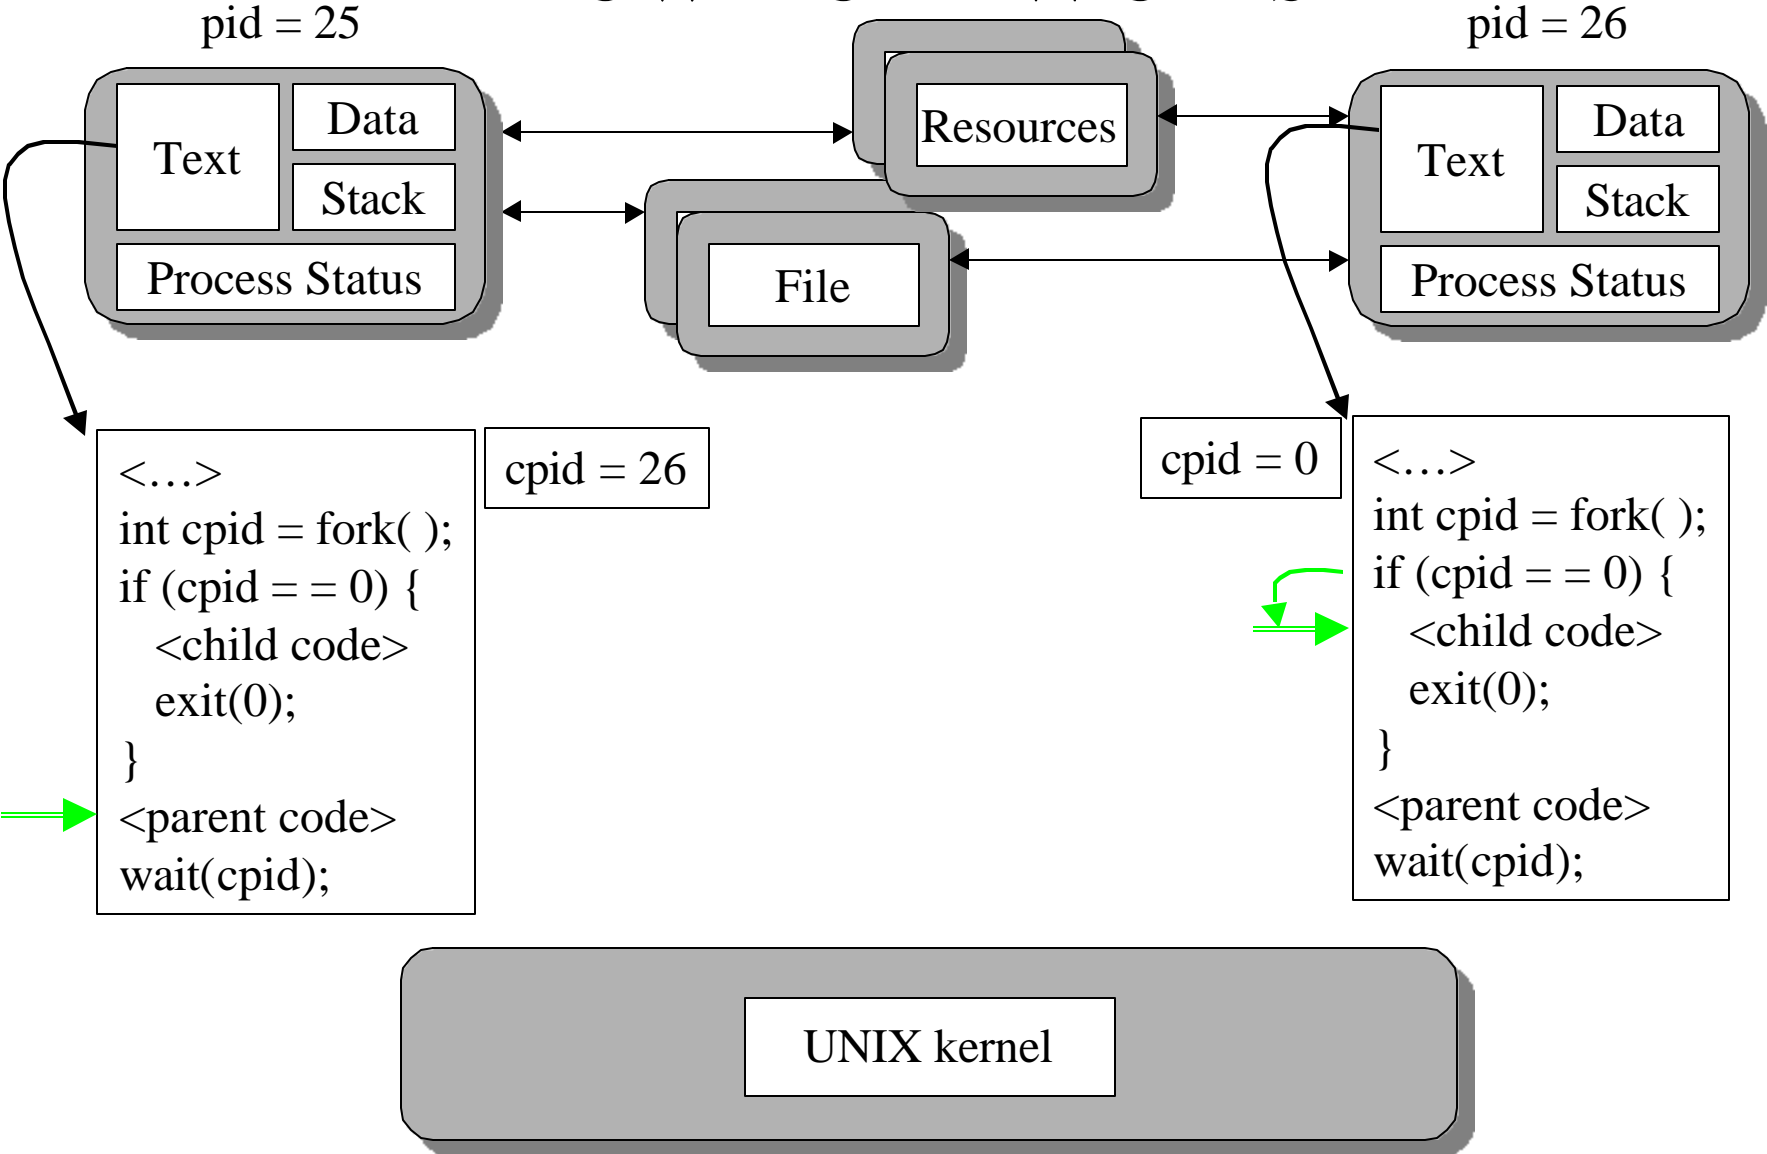 pid = 25
pid = 26
Text
Data
Stack
Process Status
Resources
File
Text
Data
Stack
Process Status
<…>
int cpid = fork( );
if (cpid = = 0) {
<child code>
exit(0);
}
<parent code>
wait(cpid);
cpid = 26
cpid = 0
<…>
int cpid = fork( );
if (cpid = = 0) {
<child code>
exit(0);
}
<parent code>
wait(cpid);
UNIX kernel